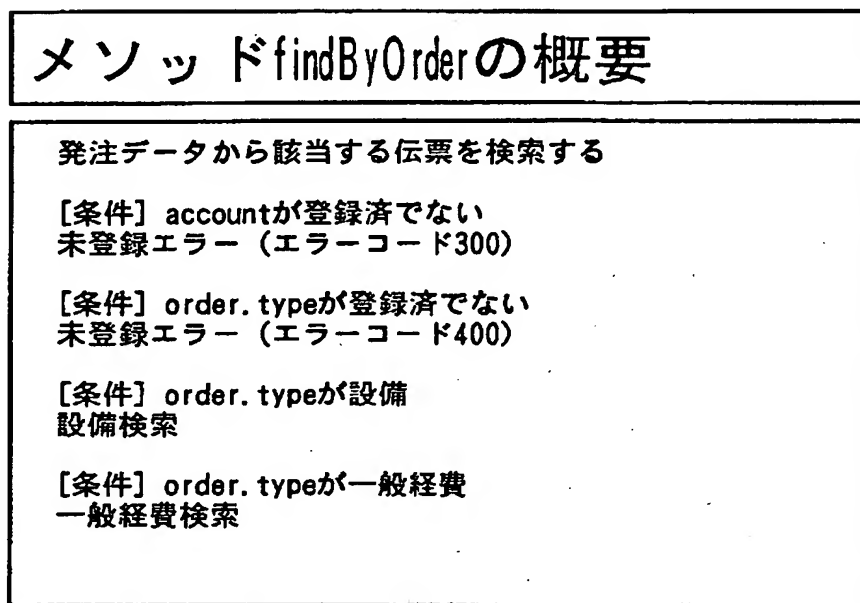 メソッドfindByOrderの概要
発注データから該当する伝票を検索する
[条件] accountが登録済でない
未登録エラー（エラーコード300）
[条件] order.typeが登録済でない
未登録エラー（エラーコード400）
[条件] order.typeが設備
設備検索
[条件] order.typeが一般経費
一般経費検索